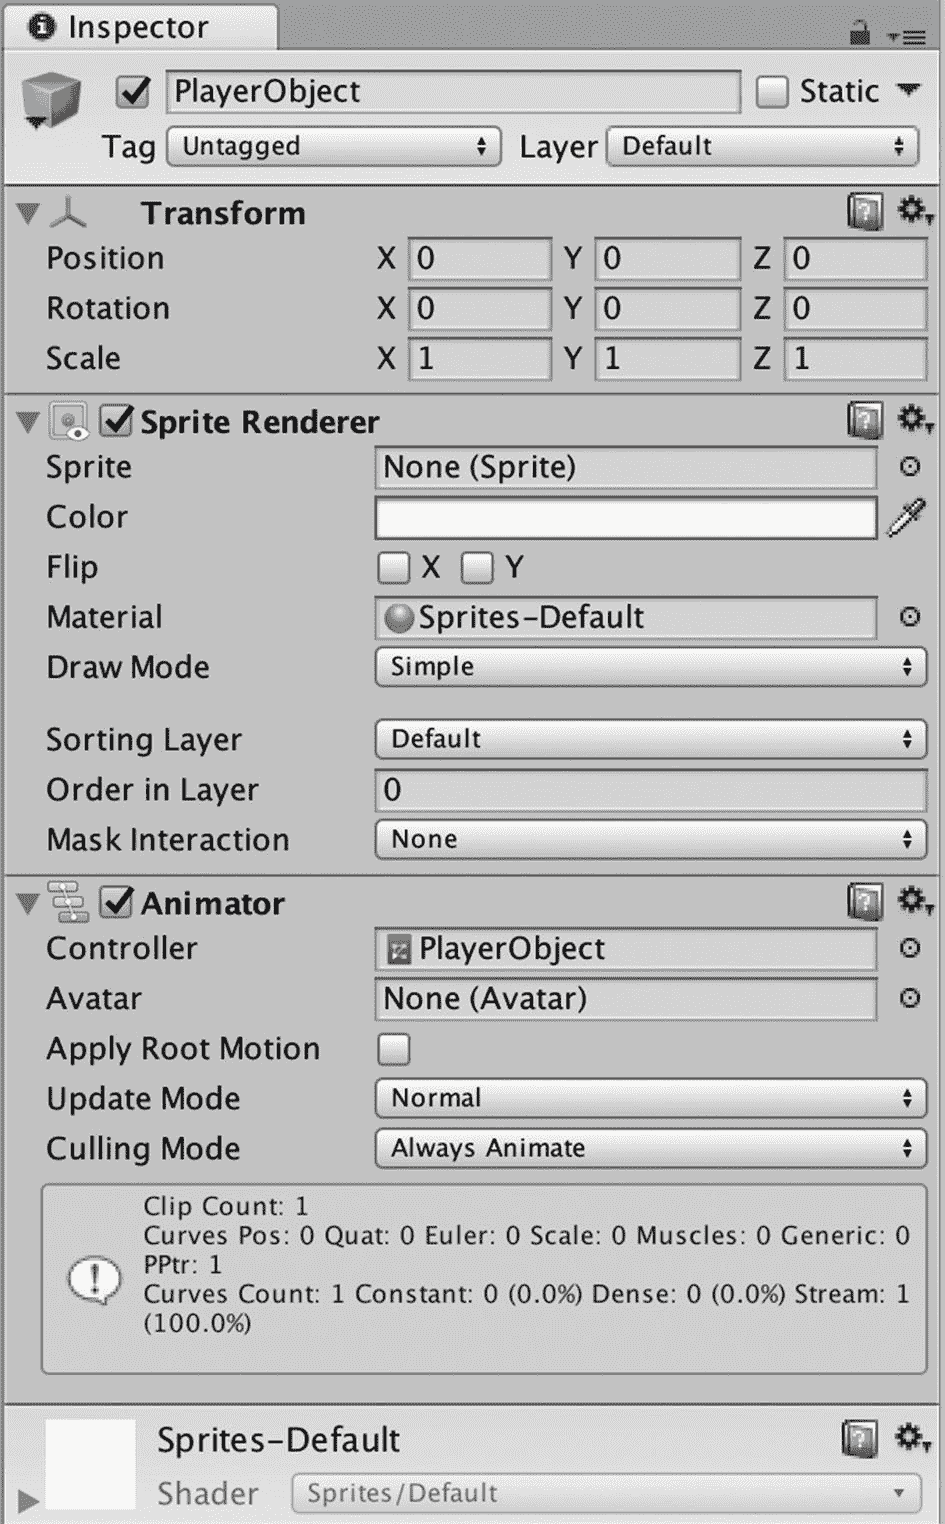 Inspector
PlayerObject Static
Tag Untagged Layer Default
Transform
Position X 0 Y 0 Z 0
Rotation X 0 Y 0 Z 0
Scale X 1 Y 1 Z 1
Sprite Renderer
Sprite None (Sprite)
Color
Flip X Y
Material Sprites-Default
Draw Mode Simple
Sorting Layer Default
Order in Layer 0
Mask Interaction None
Animator
Controller PlayerObject
Avatar None (Avatar)
Apply Root Motion
Update Mode Normal
Culling Mode Always Animate
Clip Count: 1
Curves Pos: 0 Quat: 0 Euler: 0 Scale: 0 Muscles: 0 Generic: 0
PPtr: 1
Curves Count: 1 Constant: 0 (0.0%) Dense: 0 (0.0%) Stream: 1
(100.0%)
Sprites-Default
Shader Sprites/Default